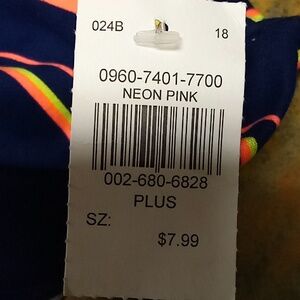 024B 18
0960-7401-7700
NEON PINK
002-680-6828
PLUS
SZ:
$7.99